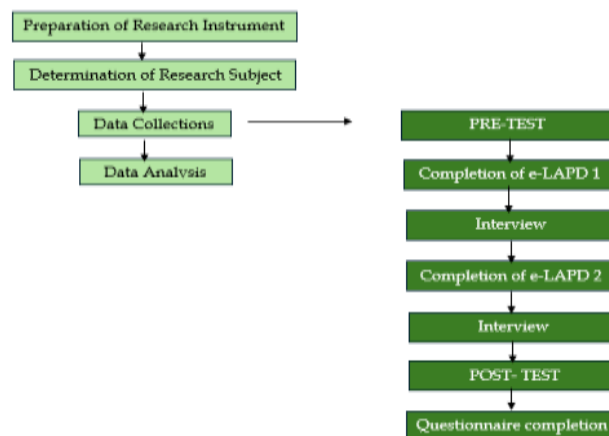 Preparation of Research Instrument
Determination of Research Subject
Data Collections
Data Analysis
PRE-TEST
Completion of e-LAPD 1
Interview
Completion of e-LAPD 2
Interview
POST- TEST
Questionnaire completion